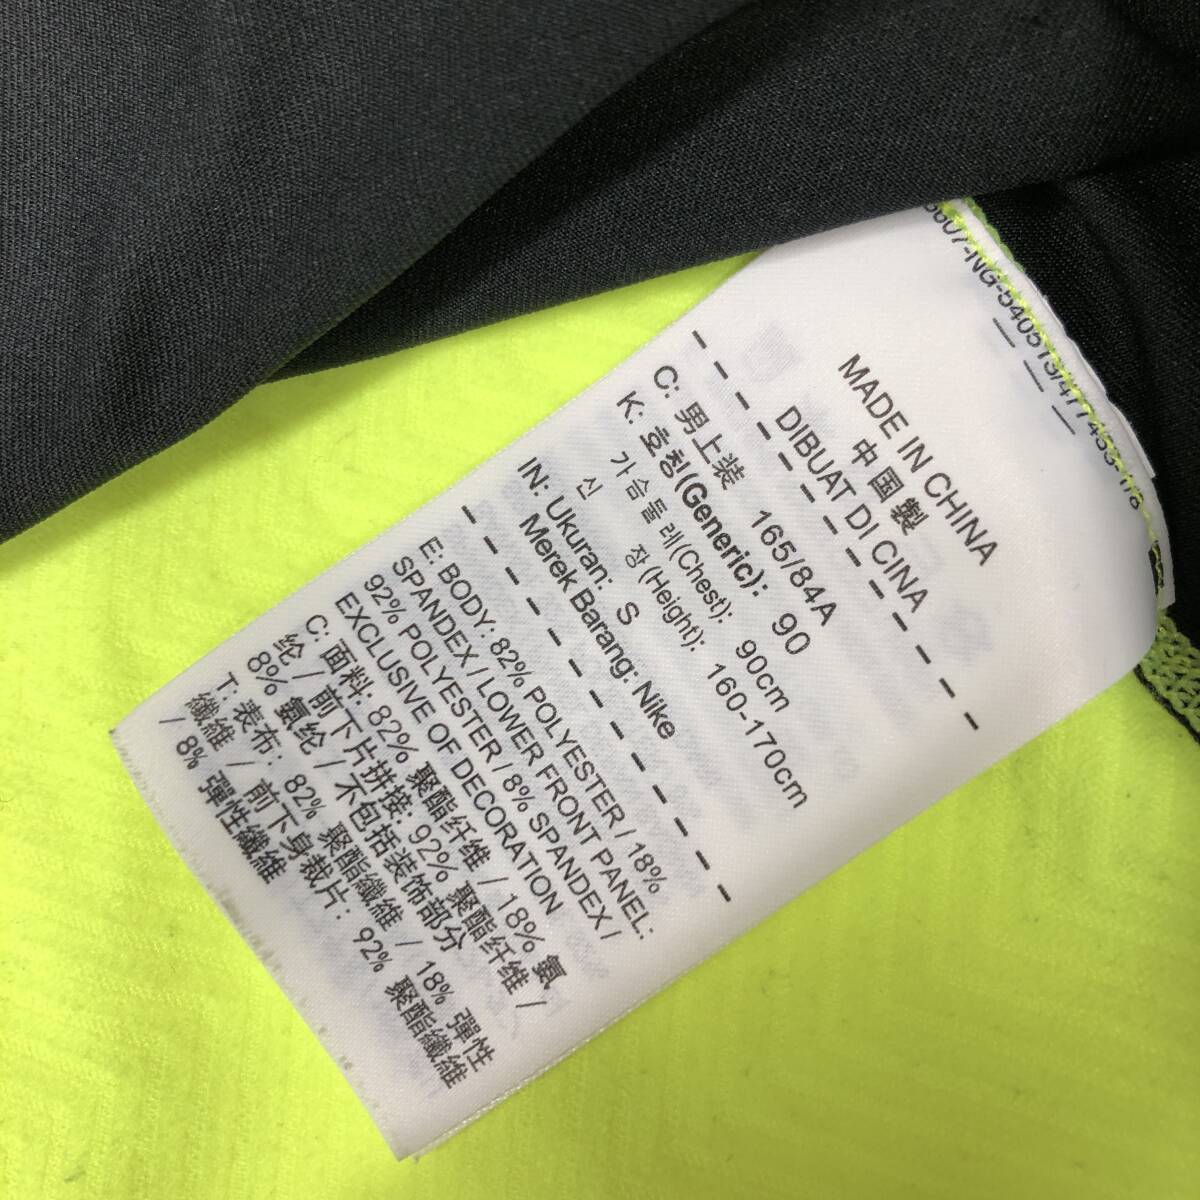 MADE IN CHINA
中国製
DIBUAT DI CINA
C: 男上装 165/84A
K: 호칭(Generic): 90
가슴둘레(Chest): 90cm
신 장(Height): 160-170cm
IN: Ukuran: S
Merek Barang: Nike
E: BODY: 82% POLYESTER / 18%
SPANDEX / LOWER FRONT PANEL:
92% POLYESTER / 8% SPANDEX /
EXCLUSIVE OF DECORATION
C: 面料: 82% 聚酯纤维 / 18% 氨
纶 / 前下片拼接: 92% 聚酯纤维 /
8% 氨纶 / 不包括装饰部分
T: 表布: 82% 聚酯纖維 / 18% 彈性
纖維 / 前下身裁片: 92% 聚酯纖維
/ 8% 彈性纖維